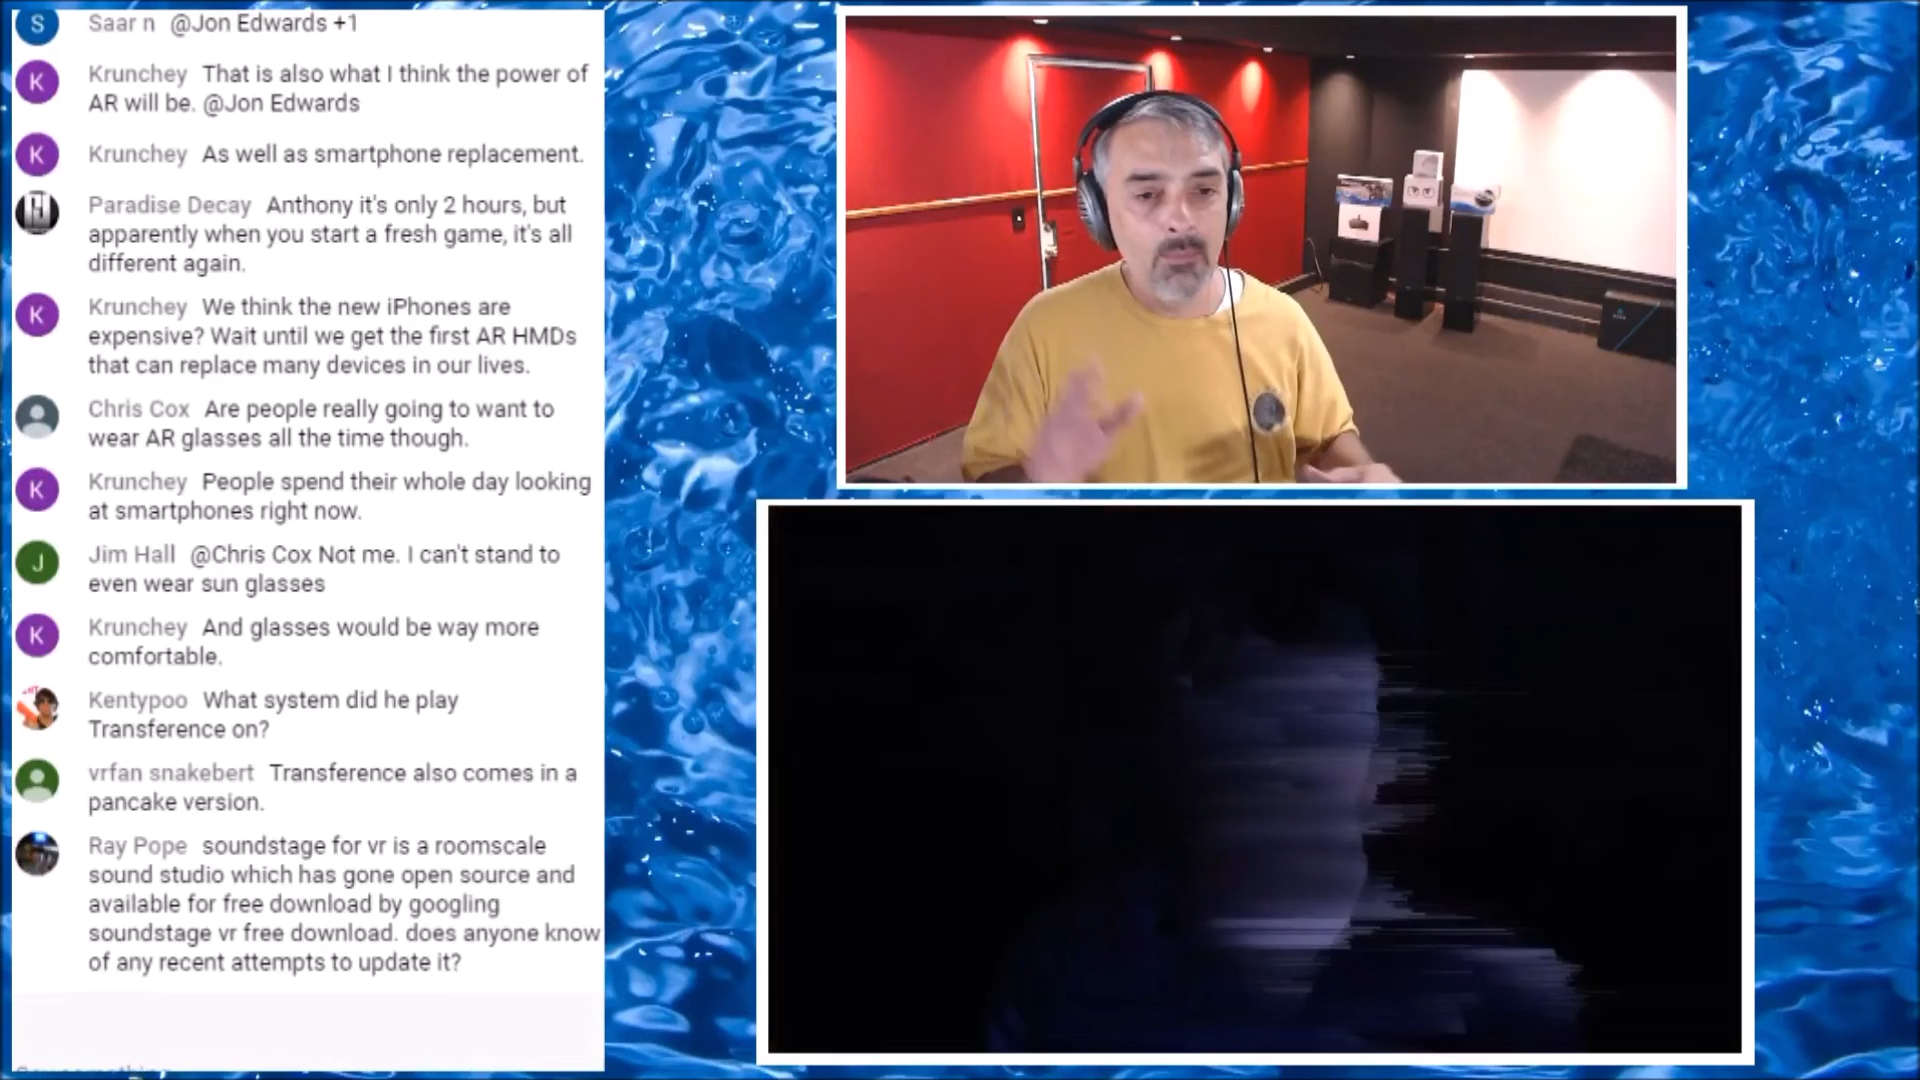 Saar n @Jon Edwards +1
Krunchey That is also what I think the power of
AR will be. @Jon Edwards
Krunchey As well as smartphone replacement.
Paradise Decay Anthony it's only 2 hours, but
apparently when you start a fresh game, it's all
different again.
Krunchey We think the new iPhones are
expensive? Wait until we get the first AR HMDs
that can replace many devices in our lives.
Chris Cox Are people really going to want to
wear AR glasses all the time though.
Krunchey People spend their whole day looking
at smartphones right now.
Jim Hall @Chris Cox Not me. I can't stand to
even wear sun glasses
Krunchey And glasses would be way more
comfortable.
Kentypoo What system did he play
Transference on?
vrfan snakebert Transference also comes in a
pancake version.
Ray Pope soundstage for vr is a roomscale
sound studio which has gone open source and
available for free download by googling
soundstage vr free download. does anyone know
of any recent attempts to update it?
S
K
K
K
K
J
K